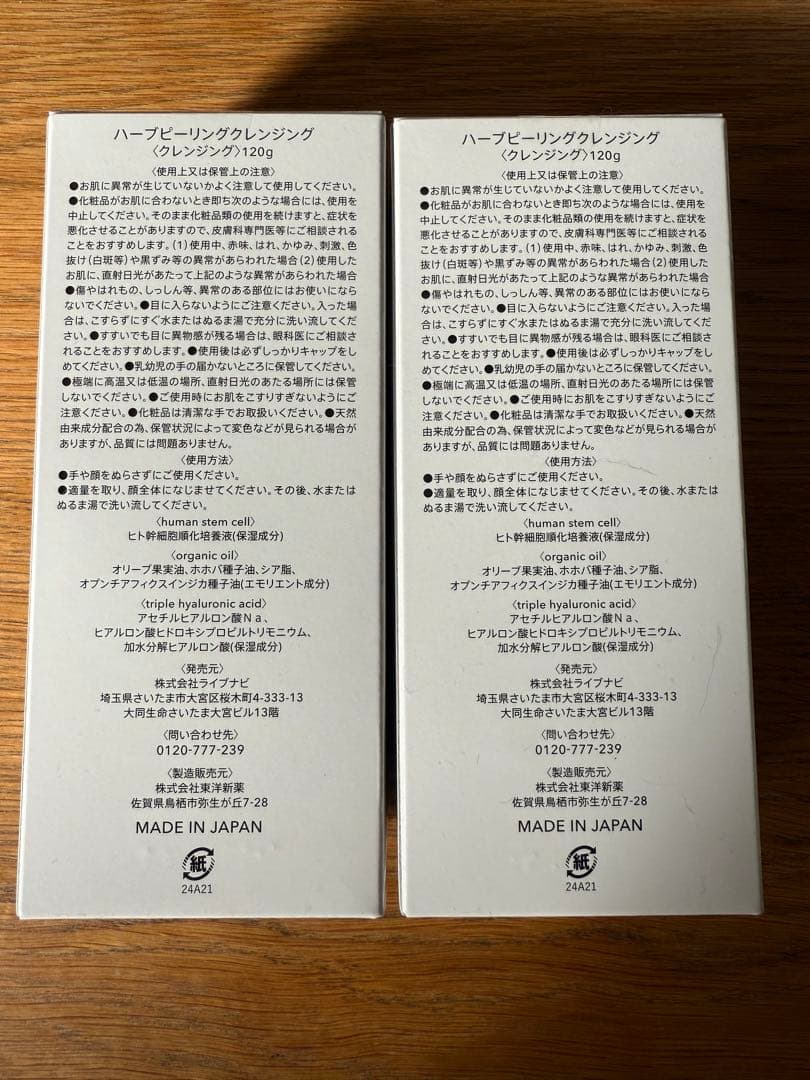 ハーブピーリングクレンジング
〈クレンジング〉120g
〈使用上又は保管上の注意〉
●お肌に異常が生じていないかよく注意して使用してください。
●化粧品がお肌に合わないとき即ち次のような場合には、使用を
中止してください。そのまま化粧品類の使用を続けますと、症状を
悪化させることがありますので、皮膚科専門医等にご相談される
ことをおすすめします。(1)使用中、赤味、はれ、かゆみ、刺激、色
抜け(白斑等)や黒ずみ等の異常があらわれた場合(2)使用した
お肌に、直射日光があたって上記のような異常があらわれた場合
●傷やはれもの、しっしん等、異常のある部位にはお使いになら
ないでください。●目に入らないようにご注意ください。入った場
合は、こすらずにすぐ水またはぬるま湯で充分に洗い流してくだ
さい。●すすいでも目に異物感が残る場合は、眼科医にご相談さ
れることをおすすめします。●使用後は必ずしっかりキャップをし
めてください。●乳幼児の手の届かないところに保管してください。
●極端に高温又は低温の場所、直射日光のあたる場所には保管
しないでください。●ご使用時にお肌をこすりすぎないようにご
注意ください。●化粧品は清潔な手でお取扱いください。●天然
由来成分配合の為、保管状況によって変色などが見られる場合が
ありますが、品質には問題ありません。
〈使用方法〉
●手や顔をぬらさずにご使用ください。
●適量を取り、顔全体になじませてください。その後、水または
ぬるま湯で洗い流してください。
〈human stem cell〉
ヒト幹細胞順化培養液(保湿成分)
〈organic oil〉
オリーブ果実油、ホホバ種子油、シア脂、
オプンチアフィクスインジカ種子油(エモリエント成分)
〈triple hyaluronic acid〉
アセチルヒアルロン酸Ｎａ、
ヒアルロン酸ヒドロキシプロピルトリモニウム、
加水分解ヒアルロン酸(保湿成分)
〈発売元〉
株式会社ライブナビ
埼玉県さいたま市大宮区桜木町4-333-13
大同生命さいたま大宮ビル13階
〈問い合わせ先〉
0120-777-239
〈製造販売元〉
株式会社東洋新薬
佐賀県鳥栖市弥生が丘7-28
MADE IN JAPAN
紙
24A21
ハーブピーリングクレンジング
〈クレンジング〉120g
〈使用上又は保管上の注意〉
●お肌に異常が生じていないかよく注意して使用してください。
●化粧品がお肌に合わないとき即ち次のような場合には、使用を
中止してください。そのまま化粧品類の使用を続けますと、症状を
悪化させることがありますので、皮膚科専門医等にご相談される
ことをおすすめします。(1)使用中、赤味、はれ、かゆみ、刺激、色
抜け(白斑等)や黒ずみ等の異常があらわれた場合(2)使用した
お肌に、直射日光があたって上記のような異常があらわれた場合
●傷やはれもの、しっしん等、異常のある部位にはお使いになら
ないでください。●目に入らないようにご注意ください。入った場
合は、こすらずにすぐ水またはぬるま湯で充分に洗い流してくだ
さい。●すすいでも目に異物感が残る場合は、眼科医にご相談さ
れることをおすすめします。●使用後は必ずしっかりキャップをし
めてください。●乳幼児の手の届かないところに保管してください。
●極端に高温又は低温の場所、直射日光のあたる場所には保管
しないでください。●ご使用時にお肌をこすりすぎないようにご
注意ください。●化粧品は清潔な手でお取扱いください。●天然
由来成分配合の為、保管状況によって変色などが見られる場合が
ありますが、品質には問題ありません。
〈使用方法〉
●手や顔をぬらさずにご使用ください。
●適量を取り、顔全体になじませてください。その後、水または
ぬるま湯で洗い流してください。
〈human stem cell〉
ヒト幹細胞順化培養液(保湿成分)
〈organic oil〉
オリーブ果実油、ホホバ種子油、シア脂、
オプンチアフィクスインジカ種子油(エモリエント成分)
〈triple hyaluronic acid〉
アセチルヒアルロン酸Ｎａ、
ヒアルロン酸ヒドロキシプロピルトリモニウム、
加水分解ヒアルロン酸(保湿成分)
〈発売元〉
株式会社ライブナビ
埼玉県さいたま市大宮区桜木町4-333-13
大同生命さいたま大宮ビル13階
〈問い合わせ先〉
0120-777-239
〈製造販売元〉
株式会社東洋新薬
佐賀県鳥栖市弥生が丘7-28
MADE IN JAPAN
紙
24A21